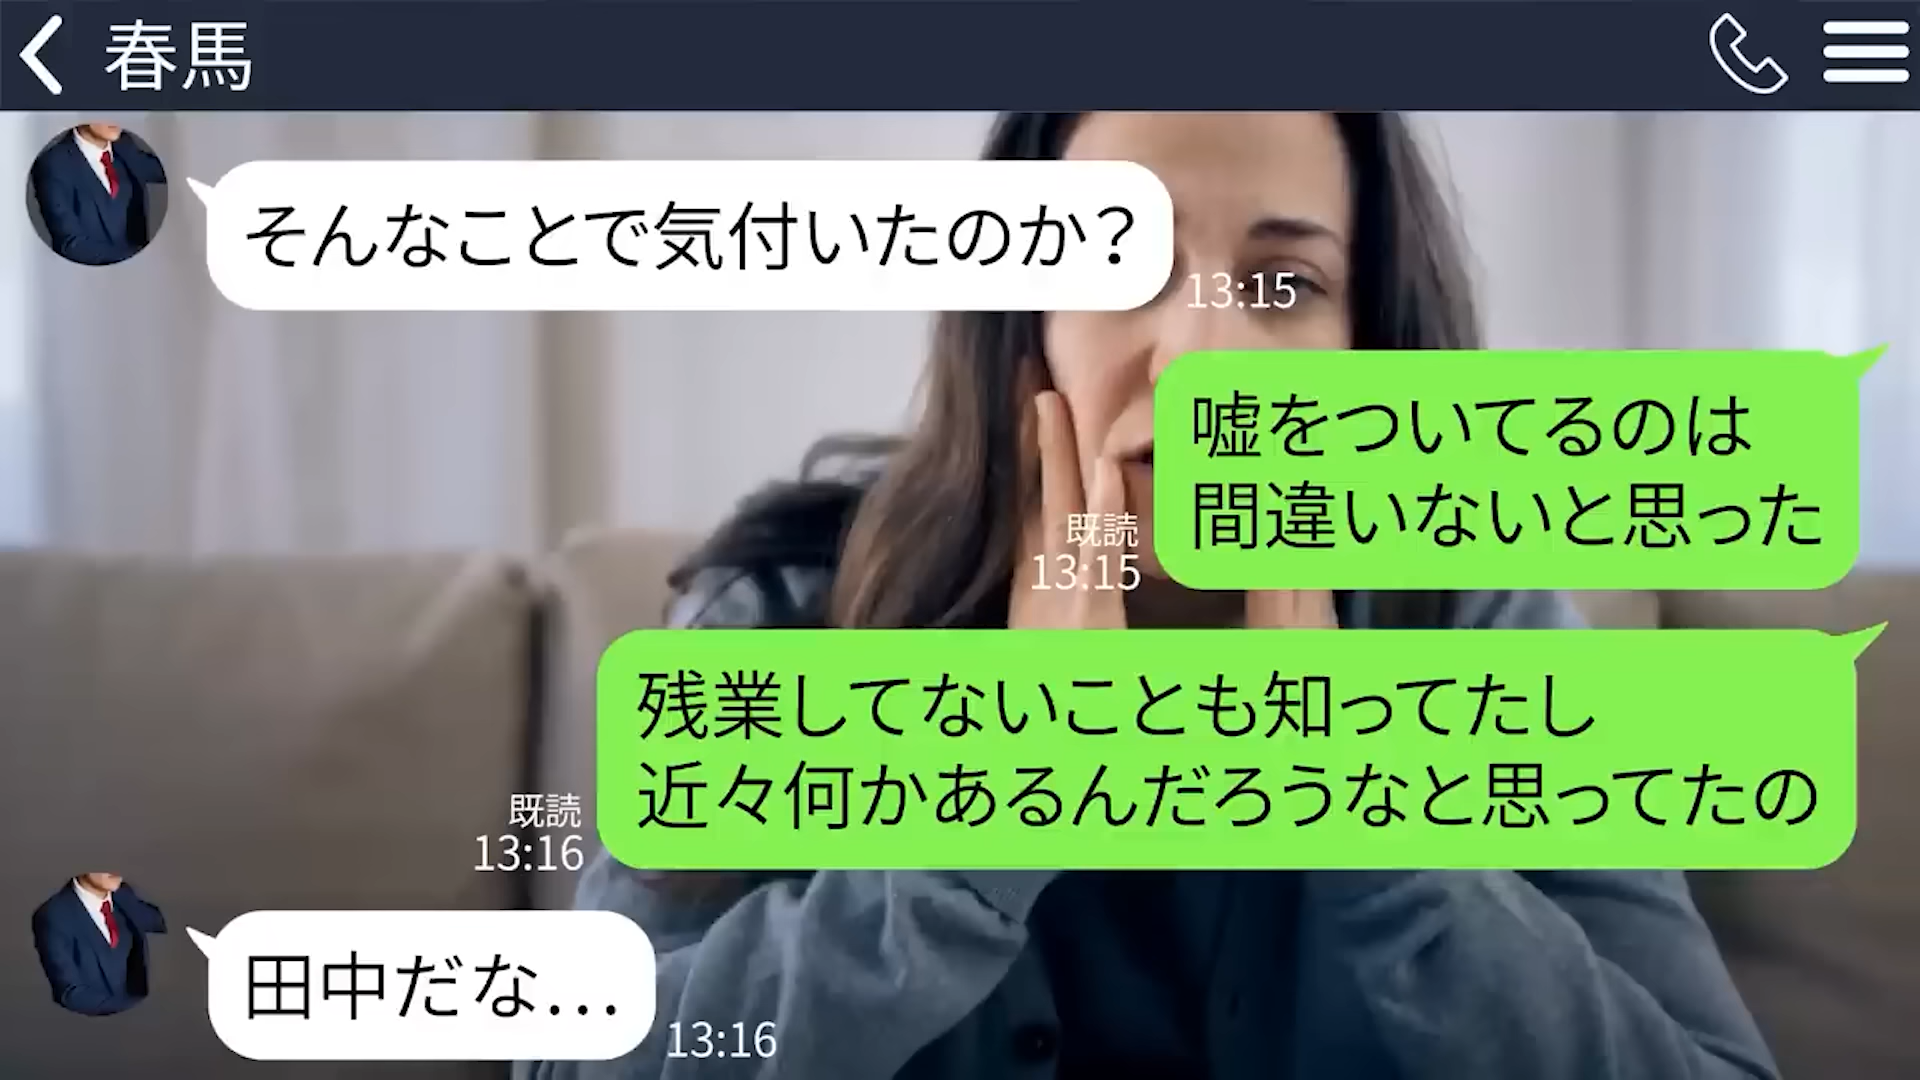 春馬
そんなことで気付いたのか？
13:15
嘘をついてるのは
間違いないと思った
既読
13:15
残業してないことも知ってたし
近々何かあるんだろうなと思ってたの
既読
13:16
田中だな…
13:16